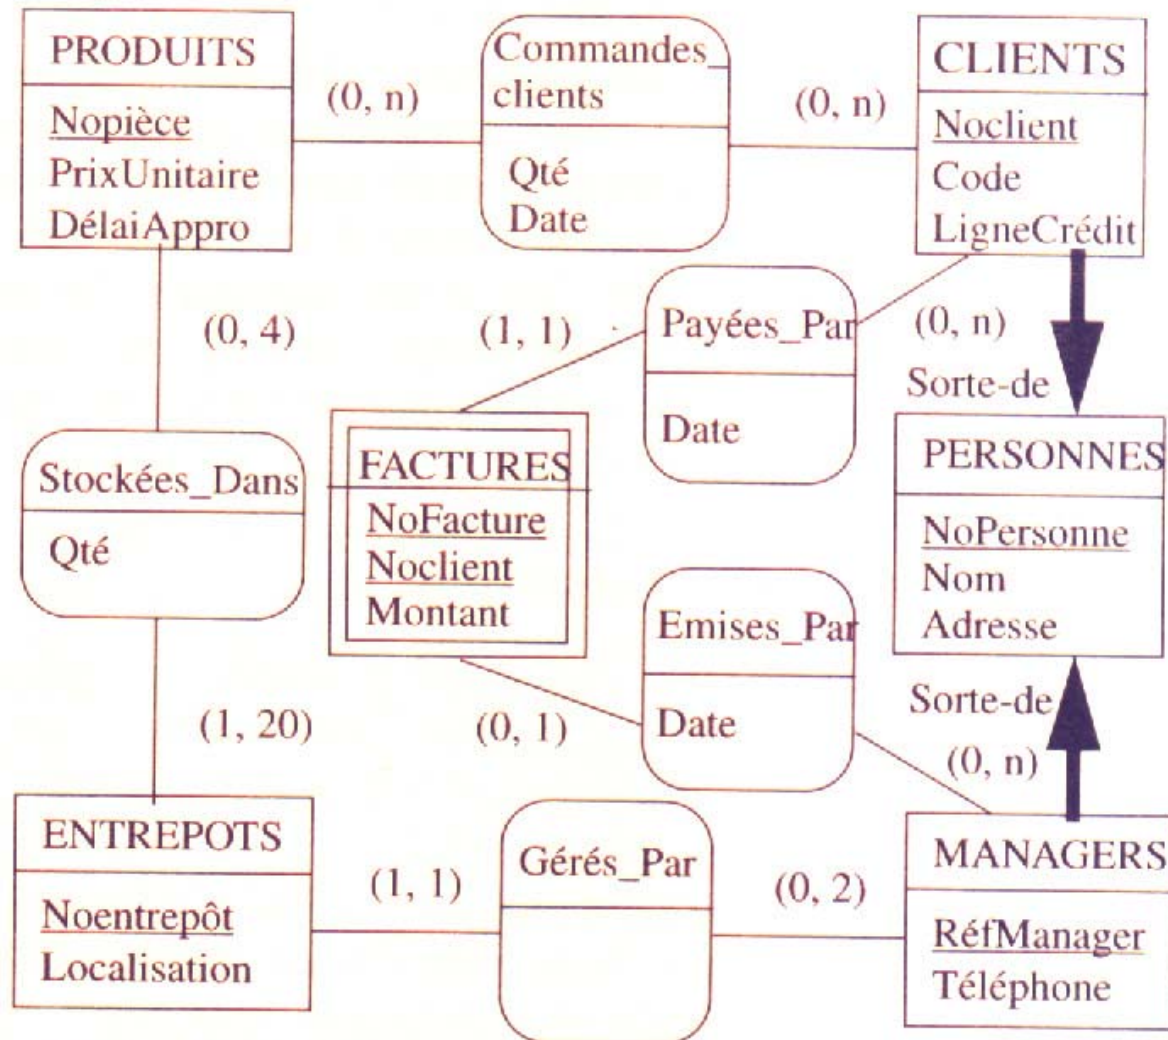 PRODUITS
Nopièce
PrixUnitaire
DélaiAppro
(0, n)
Commandes_
clients
Qté
Date
(0, n)
CLIENTS
Noclient
Code
LigneCrédit
(0, 4)
(1, 1)
Payées_Par
Date
(0, n)
Sorte-de
Stockées_Dans
Qté
FACTURES
NoFacture
Noclient
Montant
PERSONNES
NoPersonne
Nom
Adresse
Emises_Par
Date
(1, 20)
(0, 1)
Sorte-de
(0, n)
ENTREPOTS
Noentrepôt
Localisation
(1, 1)
Gérés_Par
(0, 2)
MANAGERS
RéfManager
Téléphone